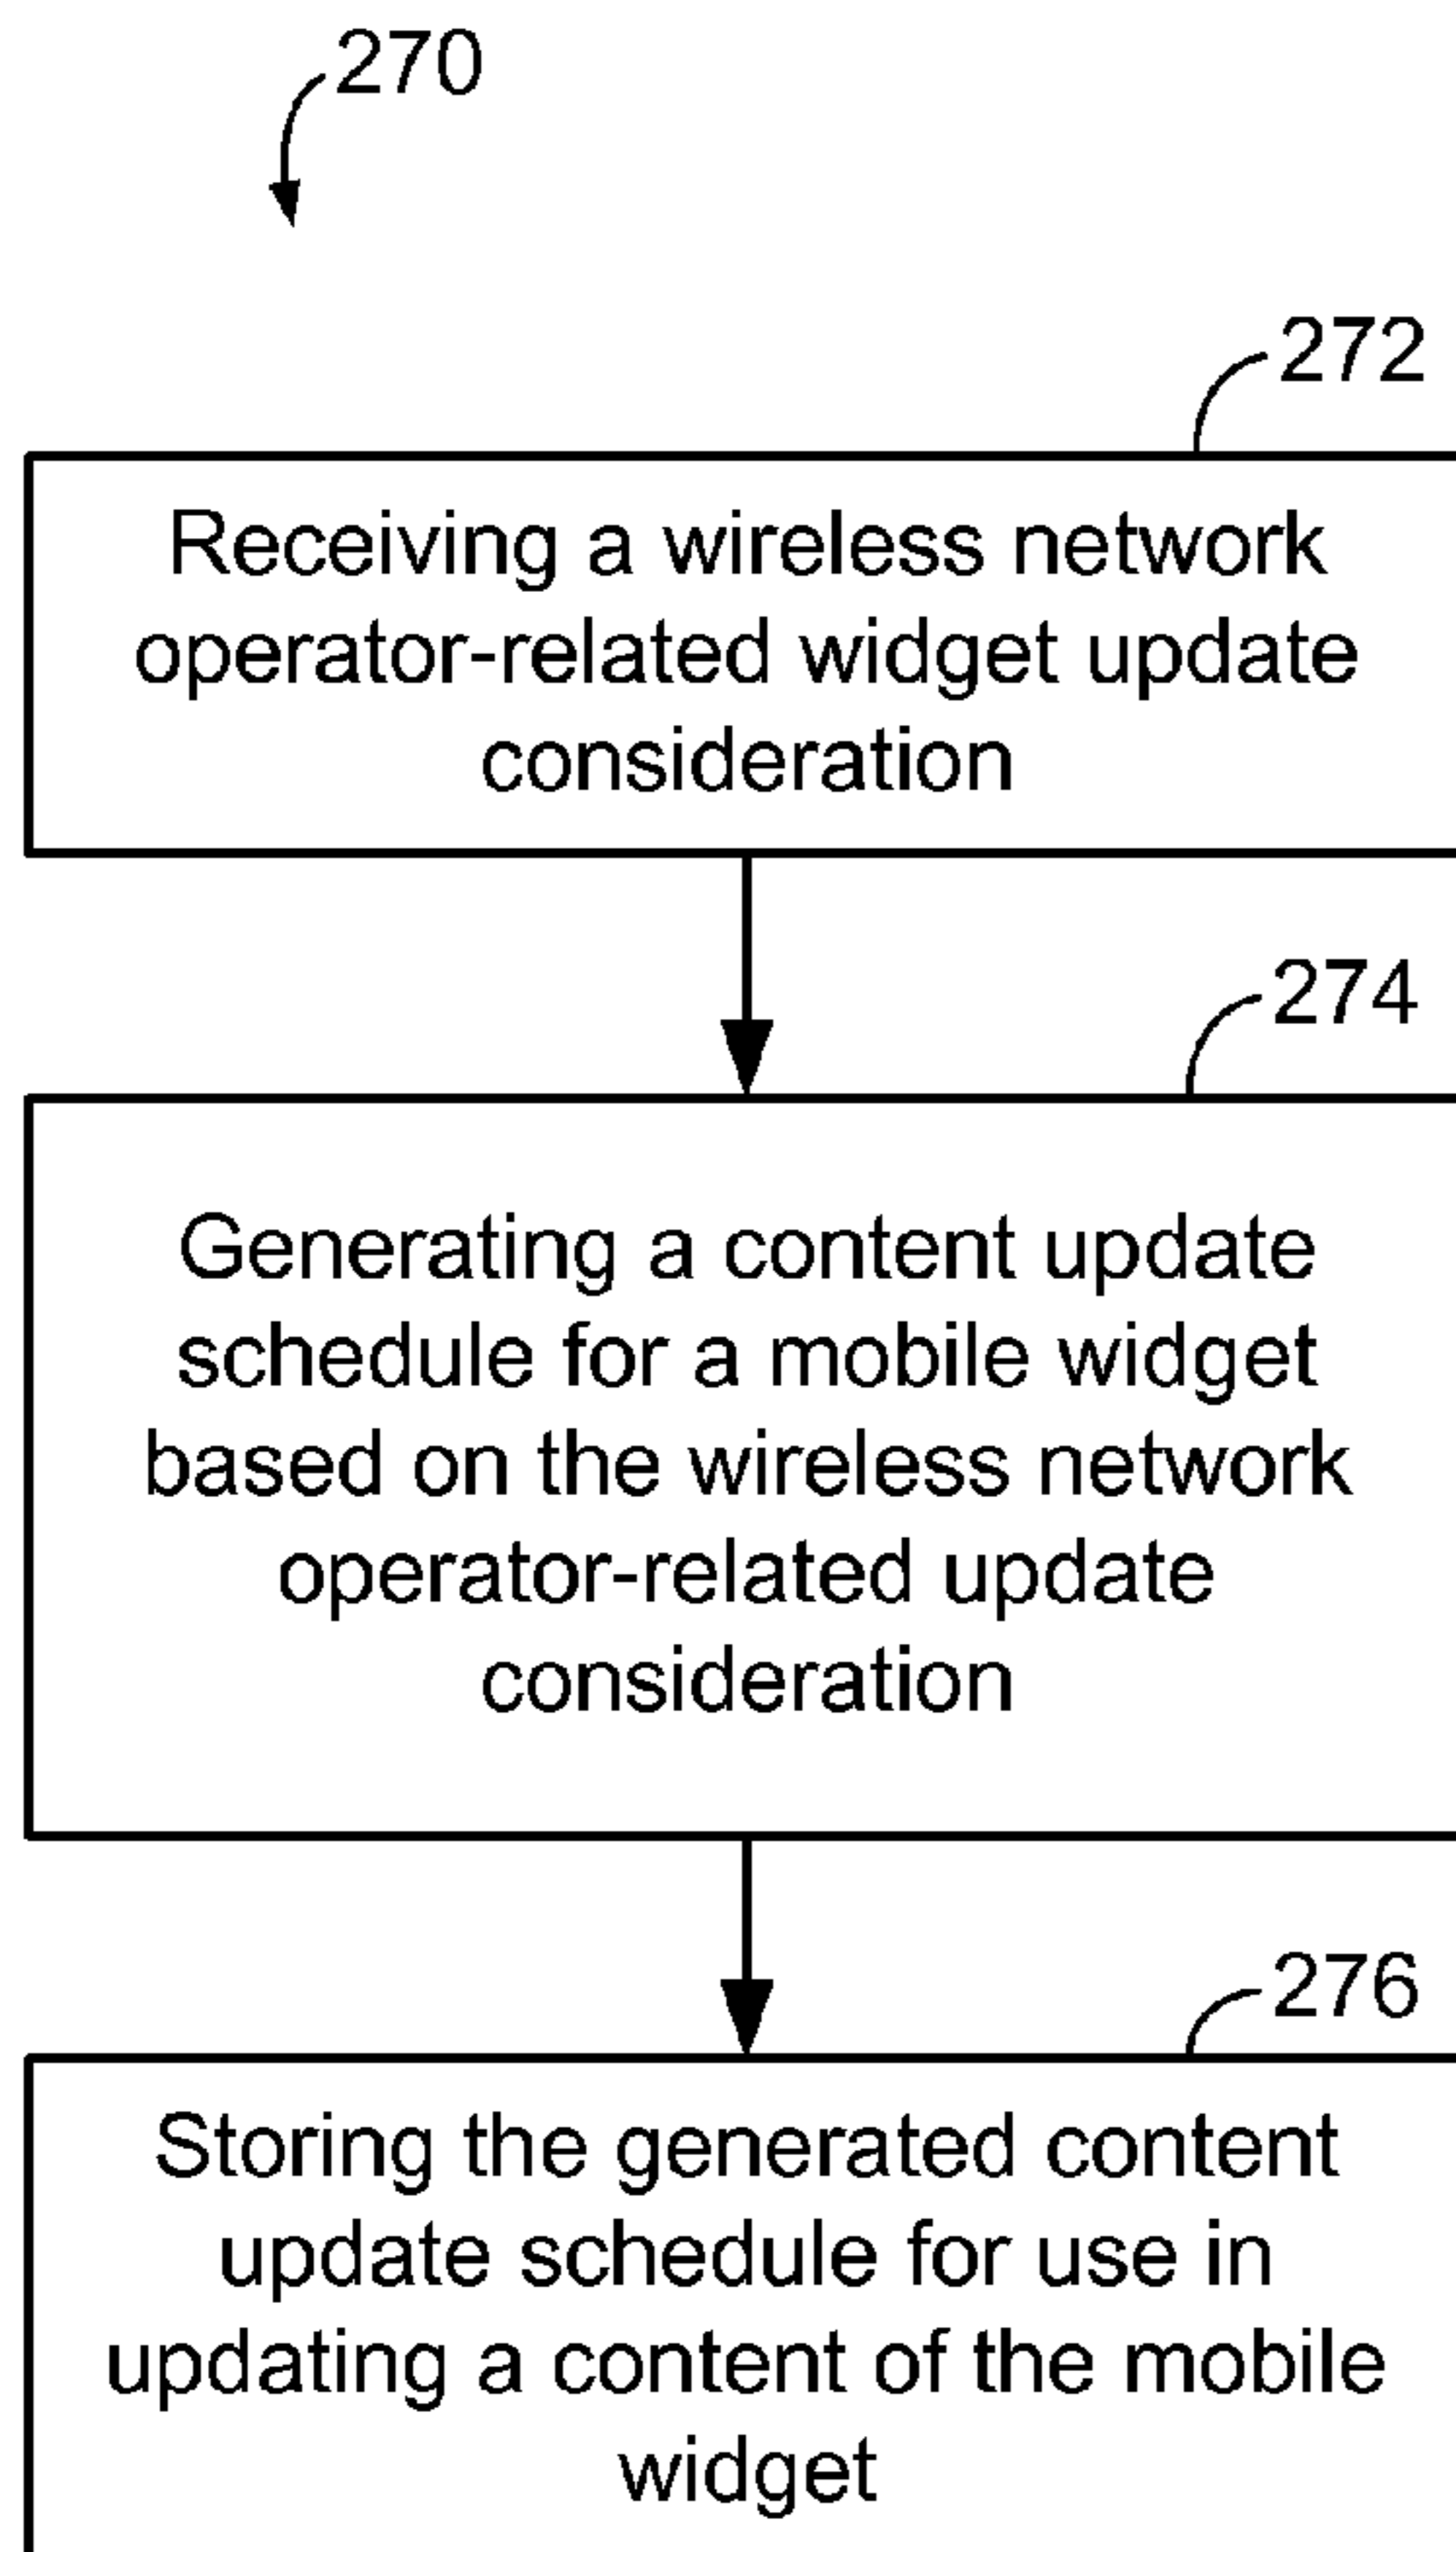 270
272
Receiving a wireless network
operator-related widget update
consideration
274
Generating a content update
schedule for a mobile widget
based on the wireless network
operator-related update
consideration
276
Storing the generated content
update schedule for use in
updating a content of the mobile
widget